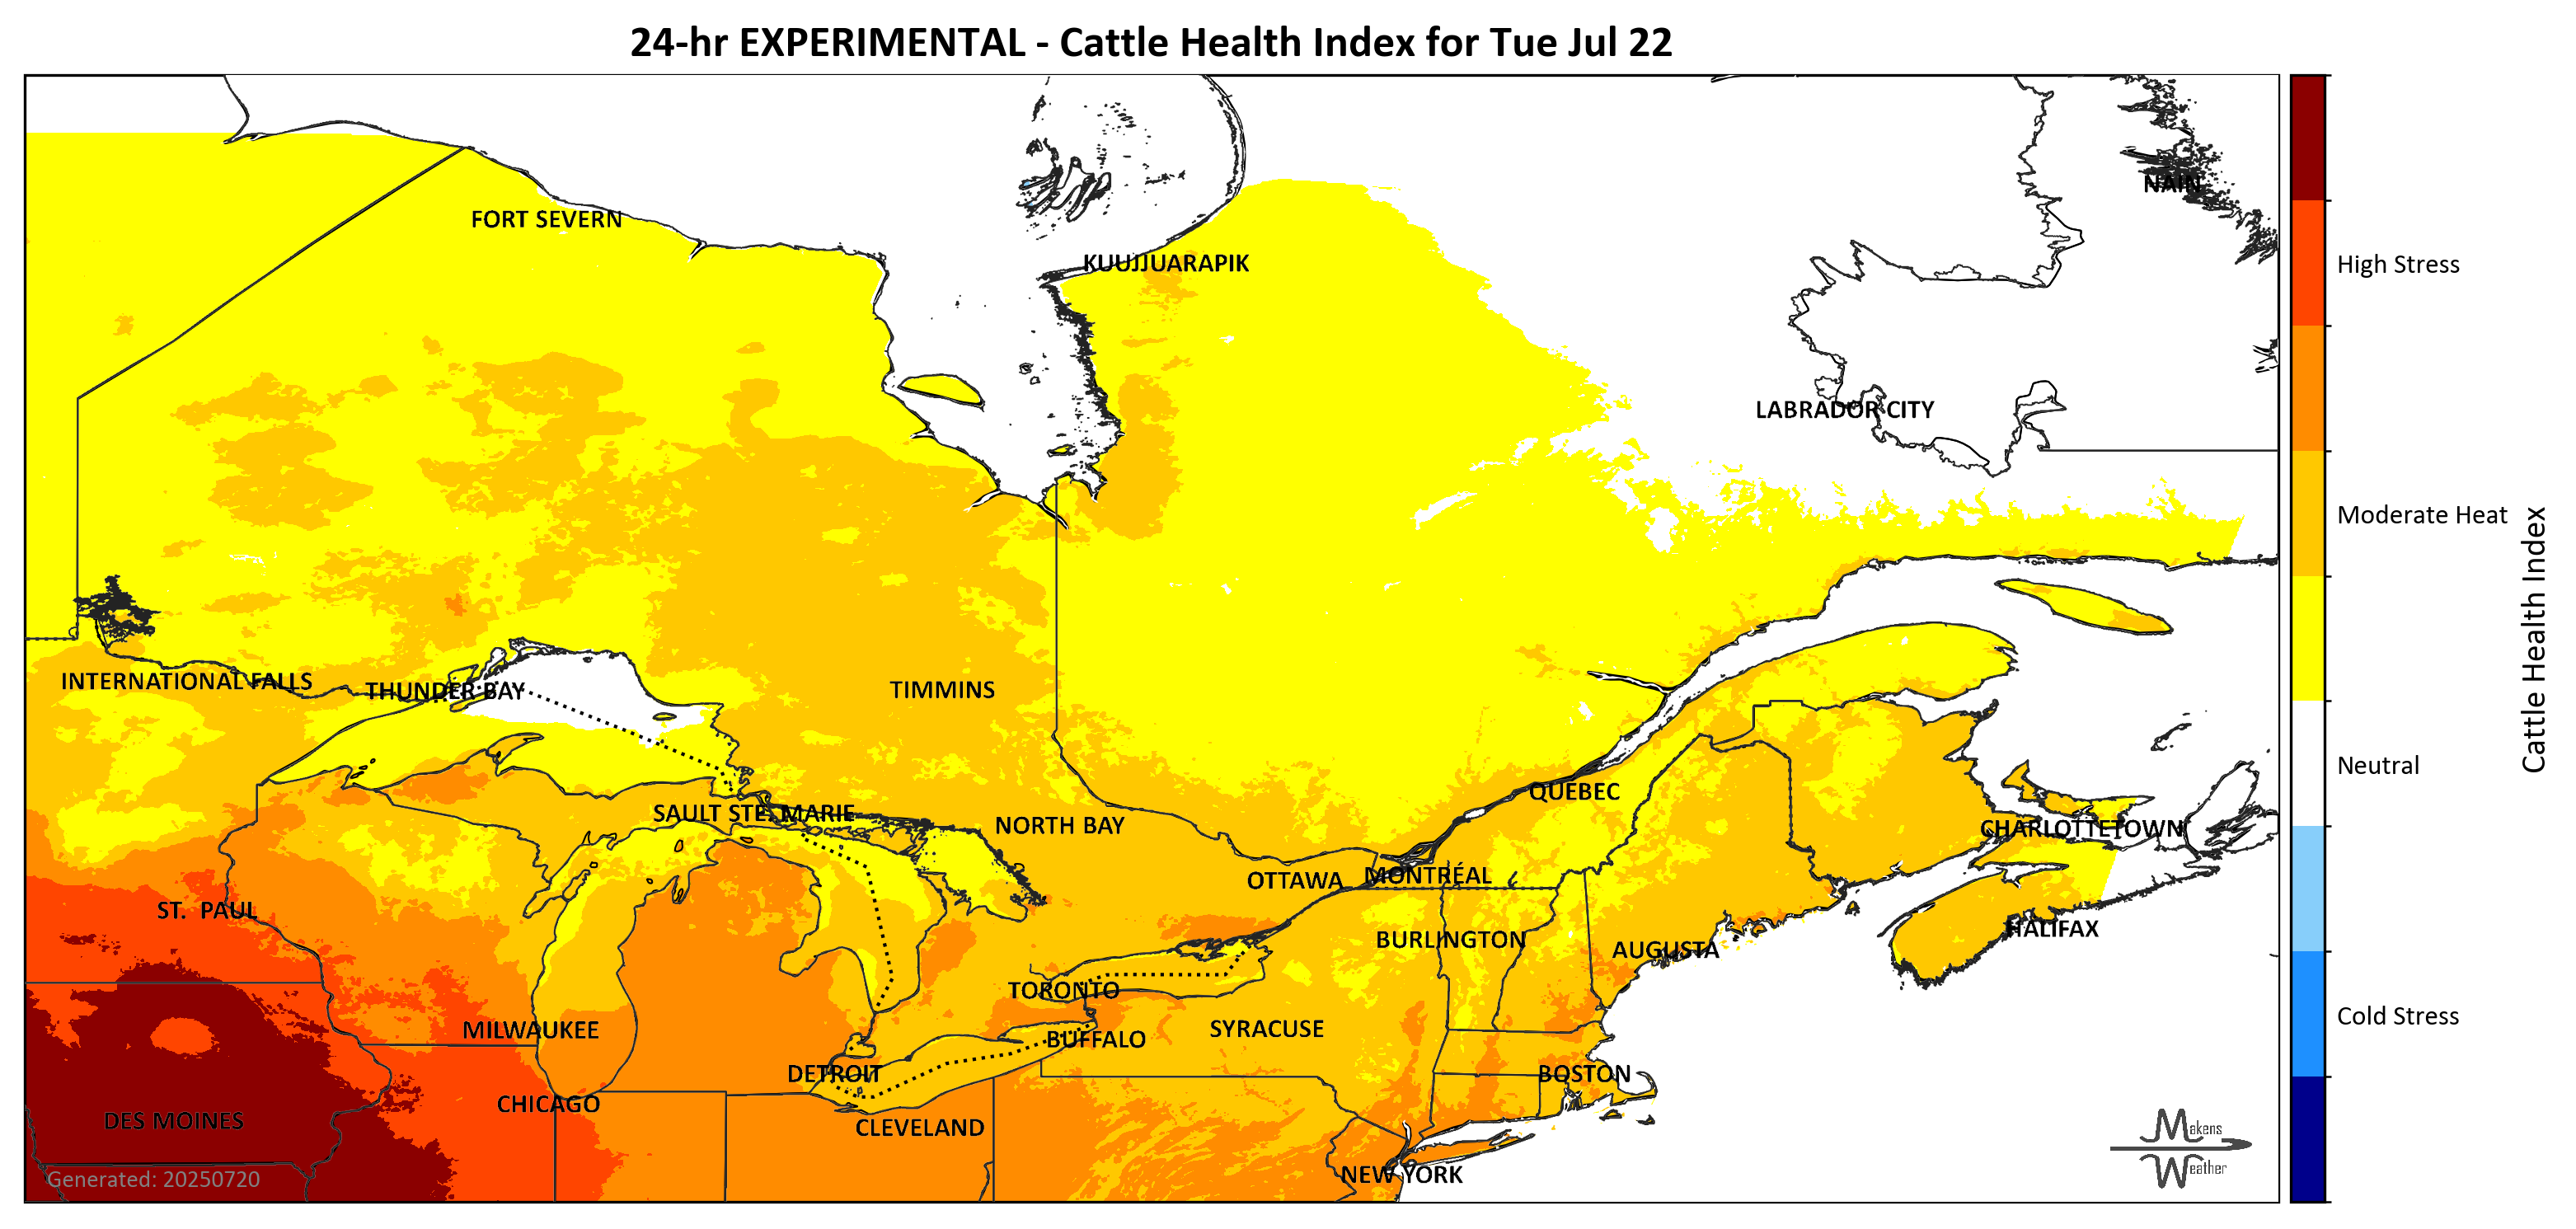 24-hr EXPERIMENTAL - Cattle Health Index for Tue Jul 22
NAIN
FORT SEVERN
KUUJJUARAPIK
High Stress
LABRADOR CITY
Moderate Heat
Cattle Health Index
INTERNATIONAL FALLS
THUNDER BAY
TIMMINS
Neutral
QUEBEC
SAULT STE. MARIE
NORTH BAY
CHARLOTTETOWN
OTTAWA
MONTRÉAL
ST. PAUL
HALIFAX
BURLINGTON
AUGUSTA
TORONTO
Cold Stress
MILWAUKEE
SYRACUSE
BUFFALO
DETROIT
BOSTON
CHICAGO
DES MOINES
CLEVELAND
Makens
Weather
NEW YORK
Generated: 20250720